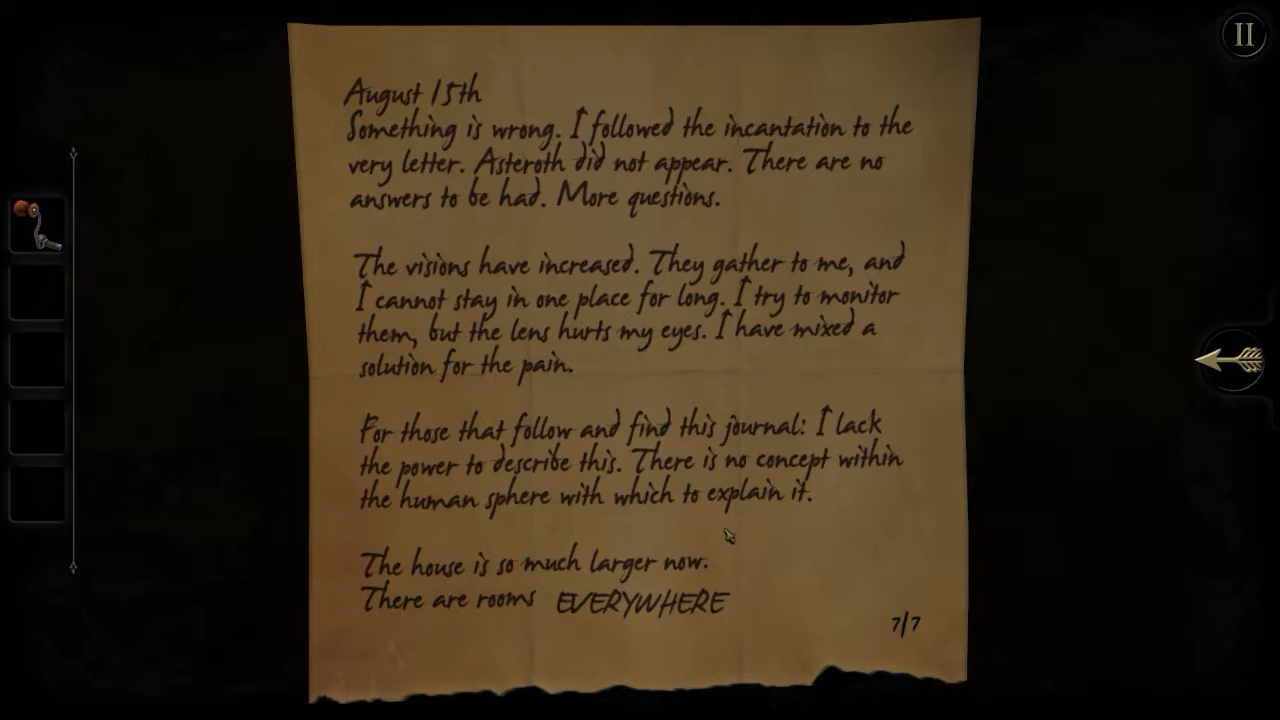 August 15th
Something is wrong. I followed the incantation to the
very letter. Asteroth did not appear. There are no
answers to be had. More questions.
The visions have increased. They gather to me, and
I cannot stay in one place for long. I try to monitor
them, but the lens hurts my eyes. I have mixed a
solution for the pain.
For those that follow and find this journal: I lack
the power to describe this. There is no concept within
the human sphere with which to explain it.
The house is so much larger now.
There are rooms EVERYWHERE
7/7
II